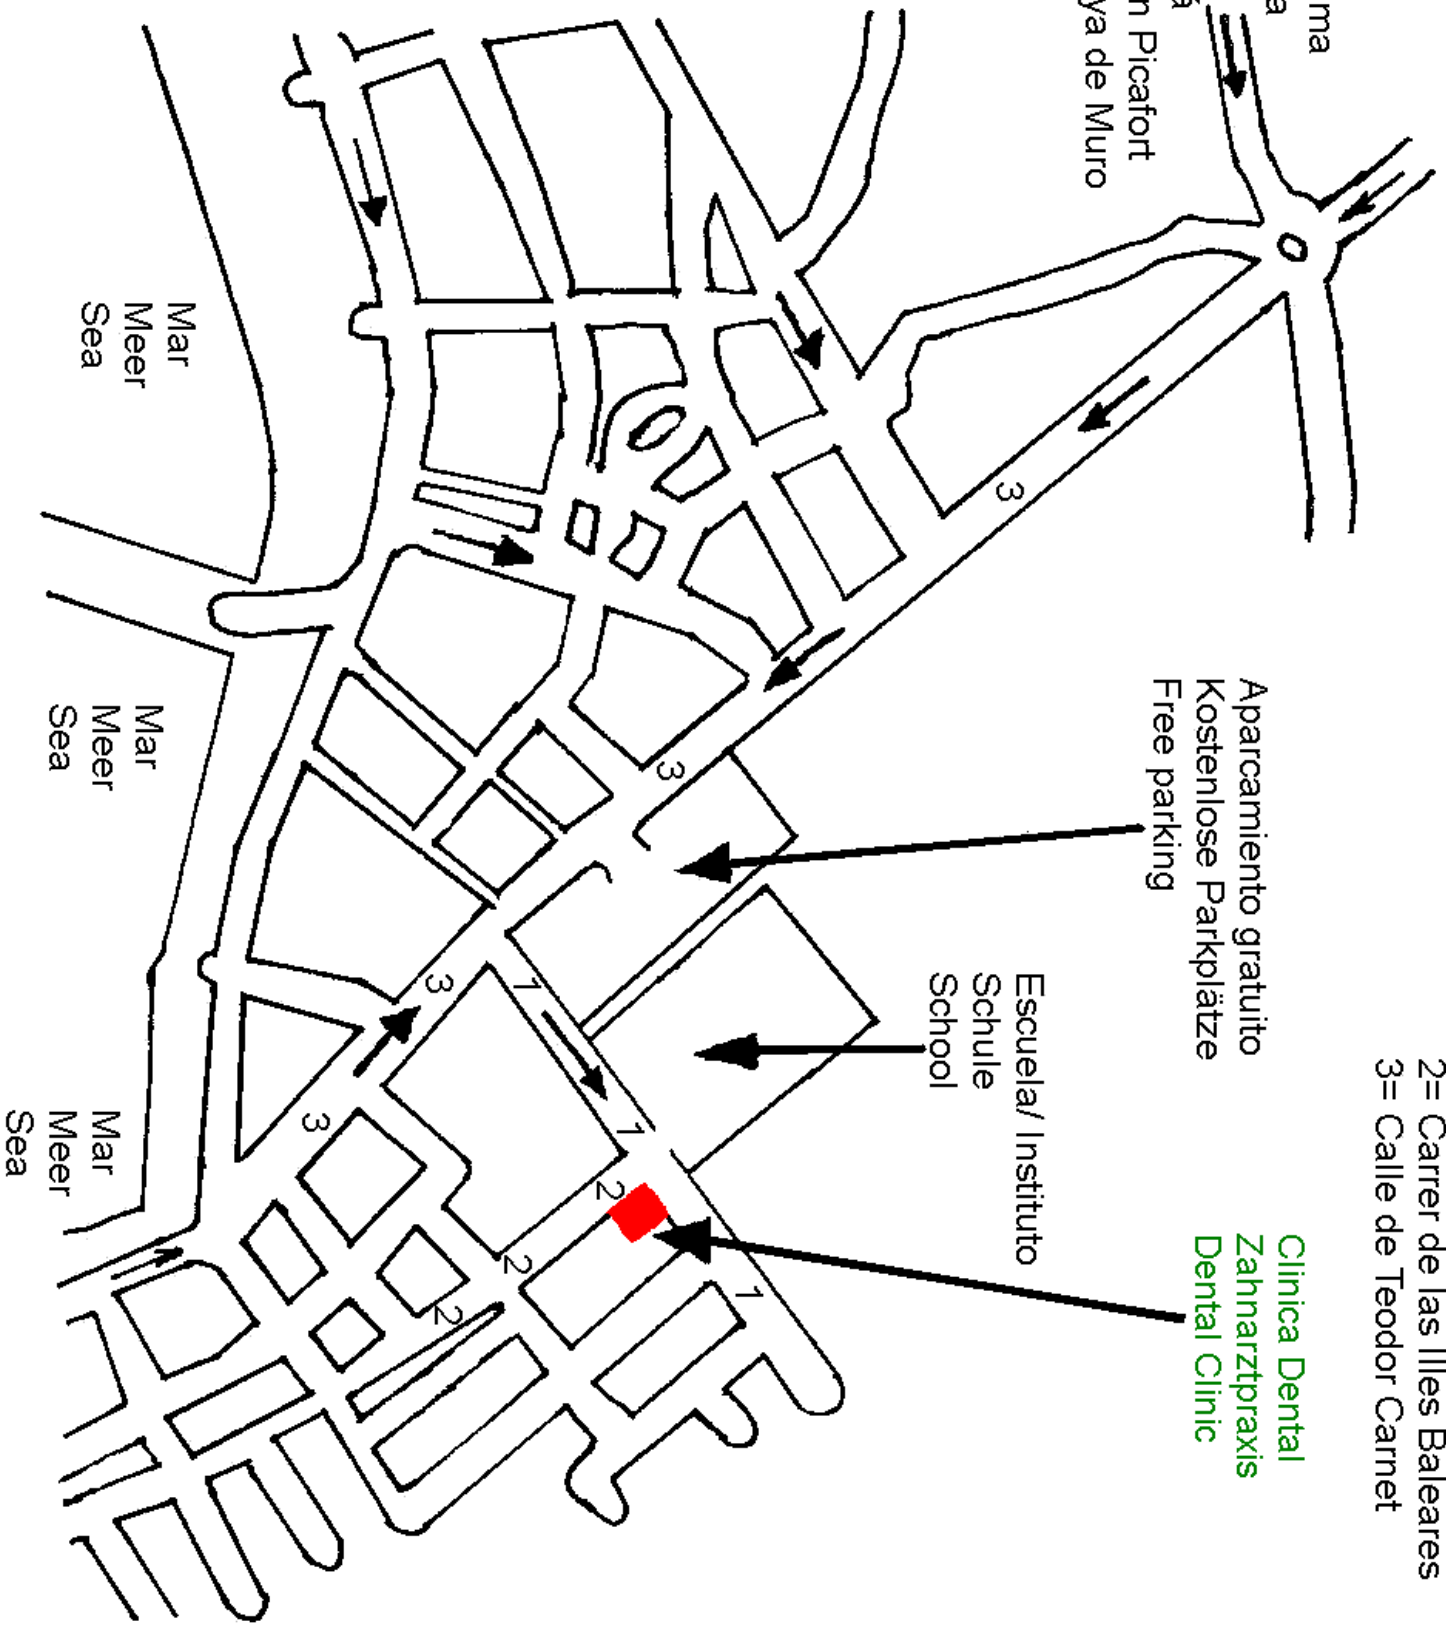 2= Carrer de las Illes Baleares
3= Calle de Teodor Carnet
ma
a
á
n Picafort
ya de Muro
Clinica Dental
Zahnarztpraxis
Dental Clinic
Aparcamiento gratuito
Kostenlose Parkplätze
Free parking
Escuela/ Instituto
Schule
School
3
1
3
1
2
1
2
2
3
3
Mar
Meer
Sea
Mar
Meer
Sea
Mar
Meer
Sea